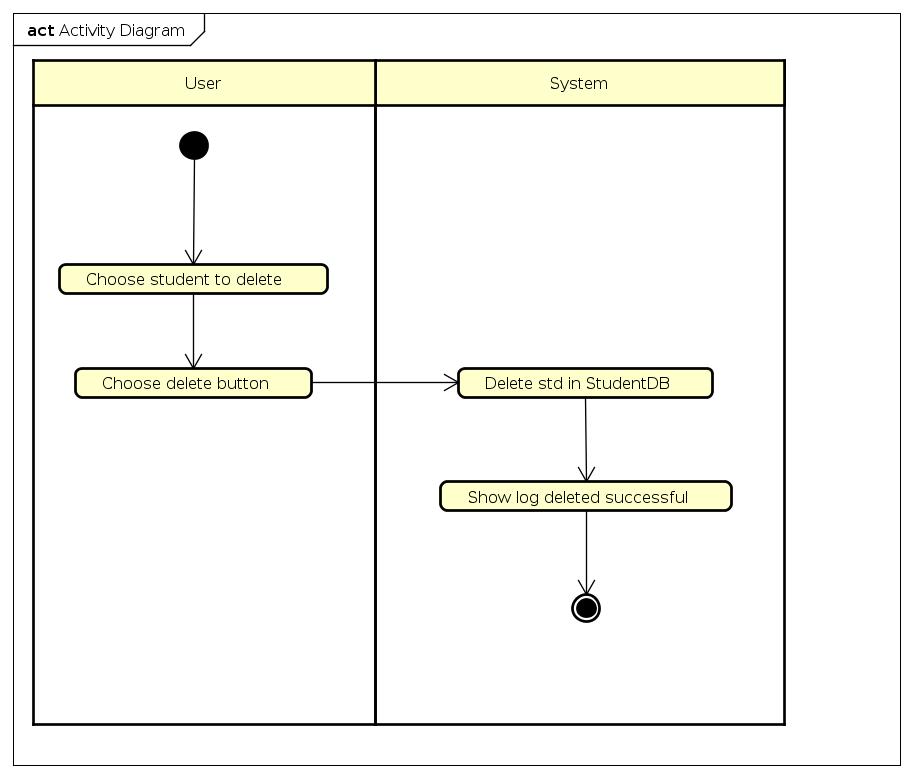 act Activity Diagram
User
System
Choose student to delete
Choose delete button
Delete std in StudentDB
Show log deleted successful